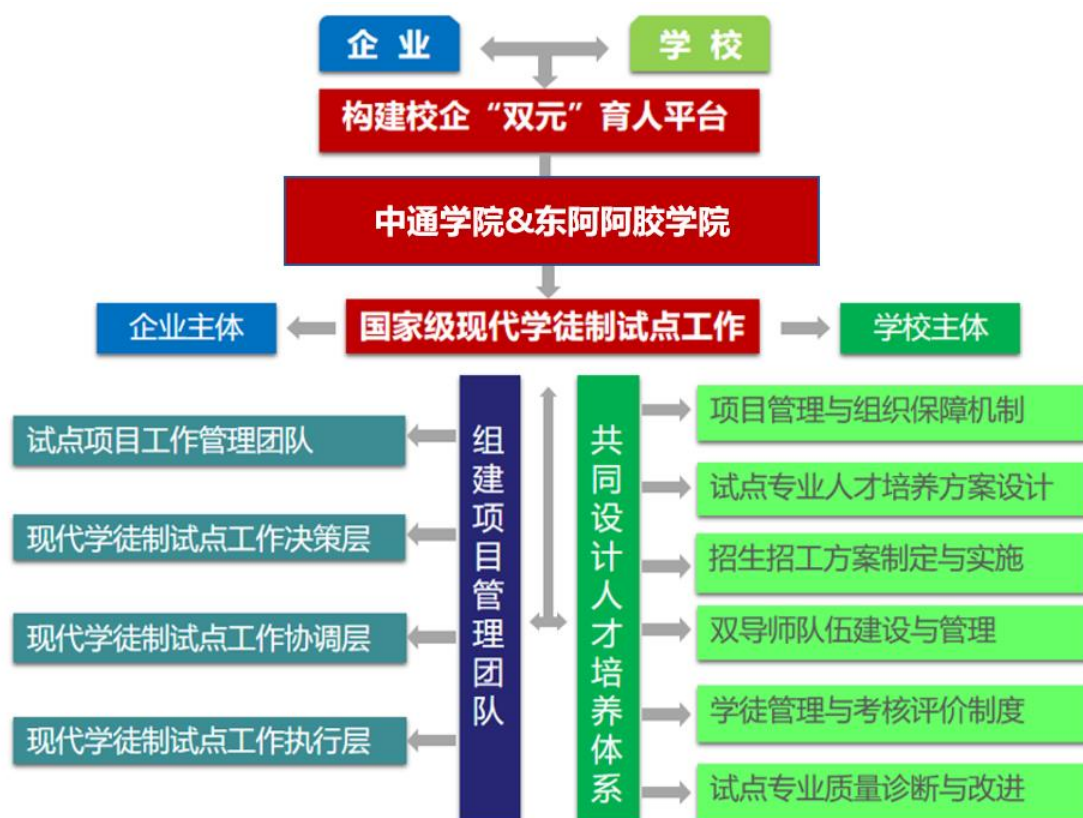 企业
学校
构建校企“双元”育人平台
中通学院&东阿阿胶学院
企业主体
国家级现代学徒制试点工作
学校主体
组建项目管理团队
试点项目工作管理团队
现代学徒制试点工作决策层
现代学徒制试点工作协调层
现代学徒制试点工作执行层
共同设计人才培养体系
项目管理与组织保障机制
试点专业人才培养方案设计
招生招工方案制定与实施
双导师队伍建设与管理
学徒管理与考核评价制度
试点专业质量诊断与改进